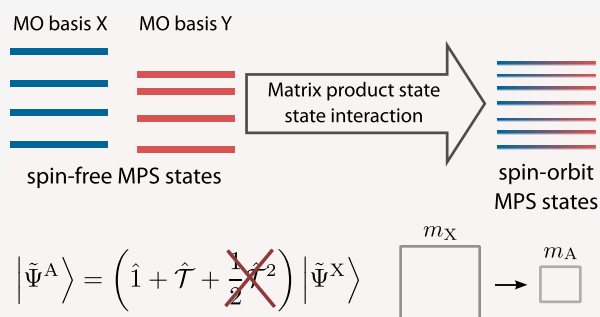 MO basis X
MO basis Y
Matrix product state
state interaction
spin-free MPS states
spin-orbit
MPS states
|Ψ̃ᴬ⟩ = (1̂ + 𝒯̂ + ½ 𝒯̂²) |Ψ̃ˣ⟩
m_X
m_A